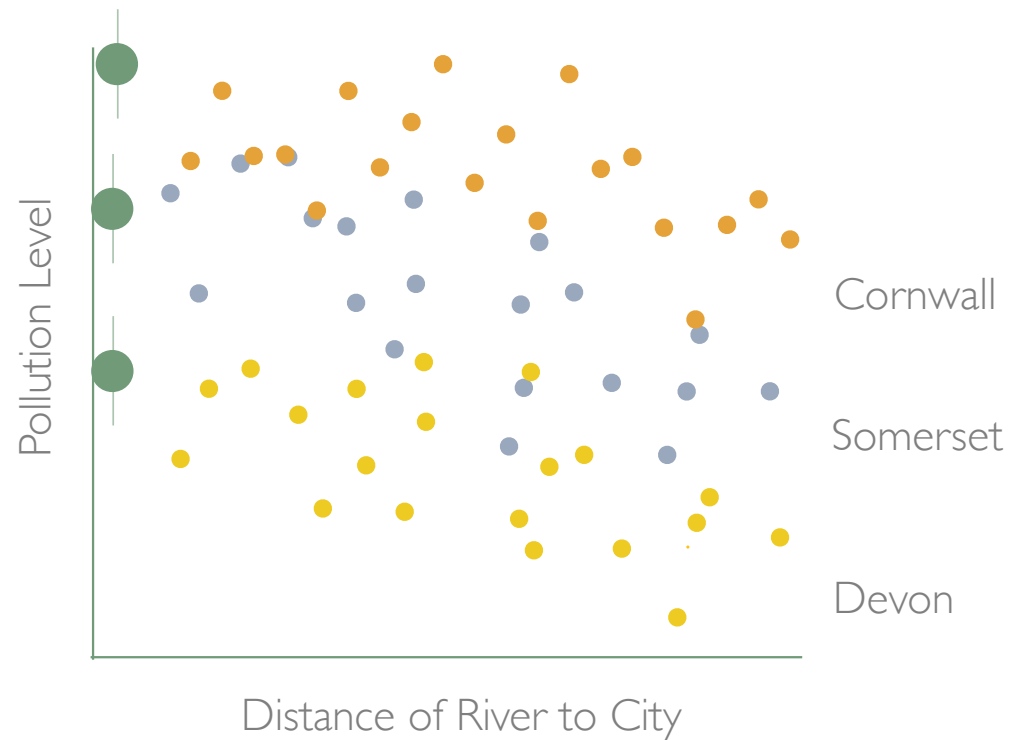 Pollution Level
Cornwall
Somerset
Devon
Distance of River to City